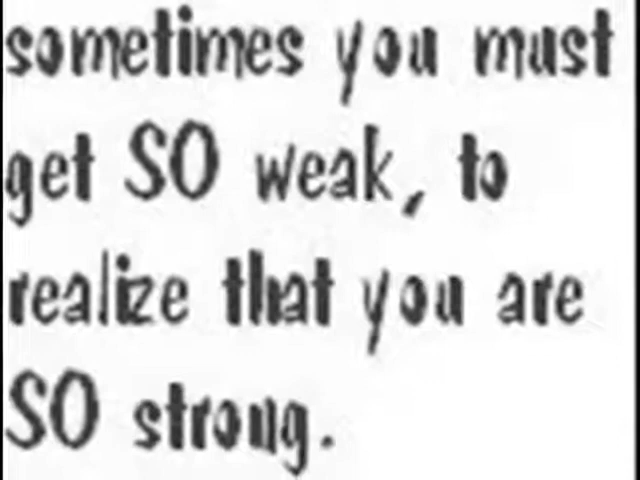 sometimes you must
get SO weak, to
realize that you are
SO strong.